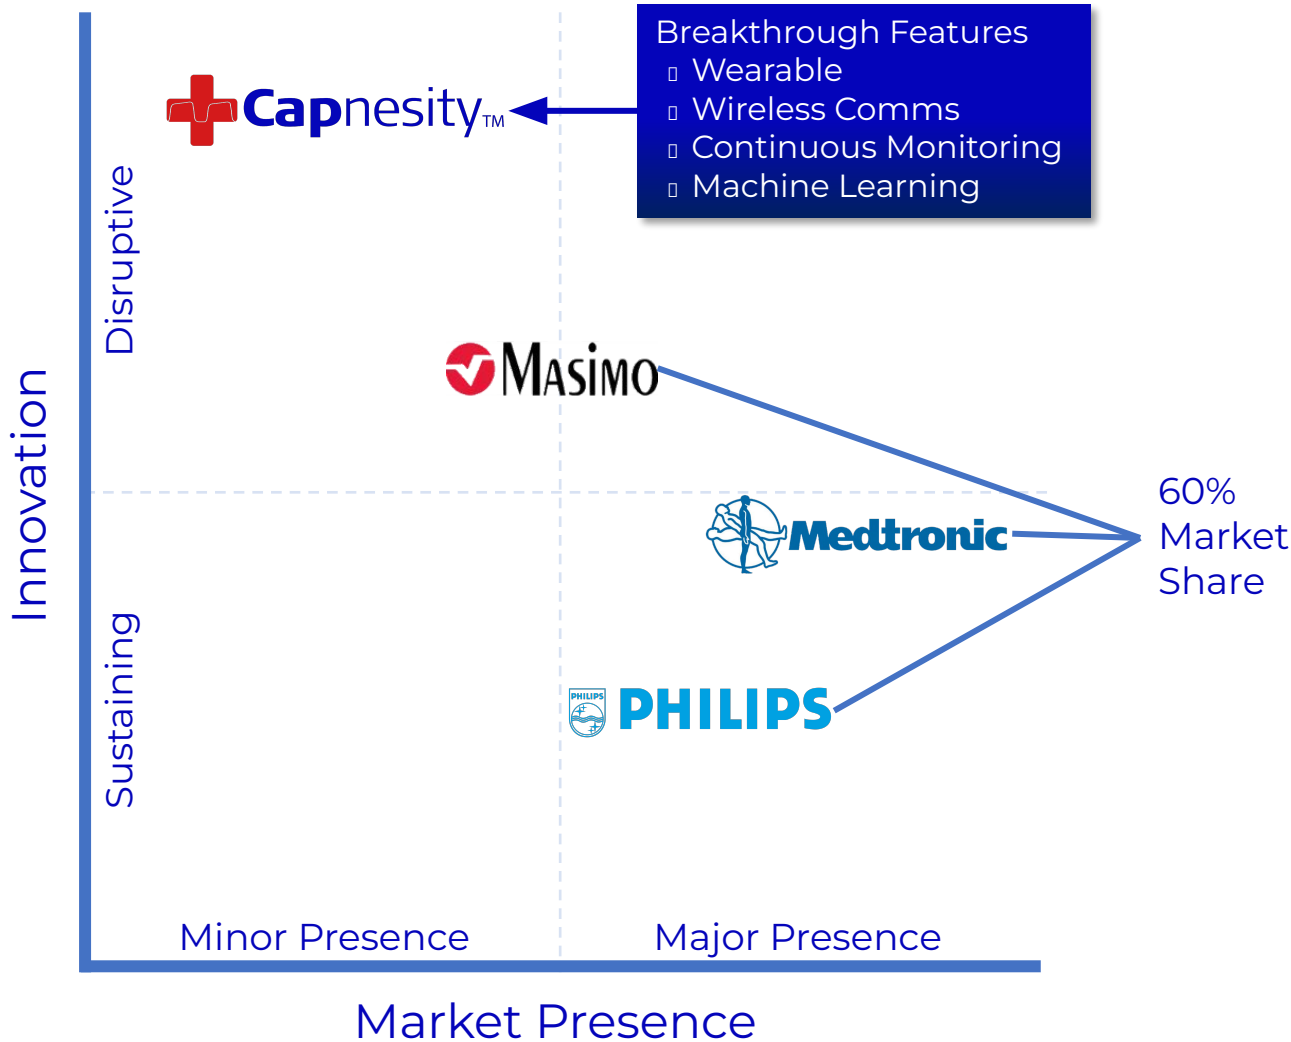 Breakthrough Features
Wearable
Wireless Comms
Continuous Monitoring
Machine Learning
Capnesity™
Disruptive
Masimo
Innovation
60%
Market
Share
Medtronic
Sustaining
PHILIPS
PHILIPS
Minor Presence
Major Presence
Market Presence